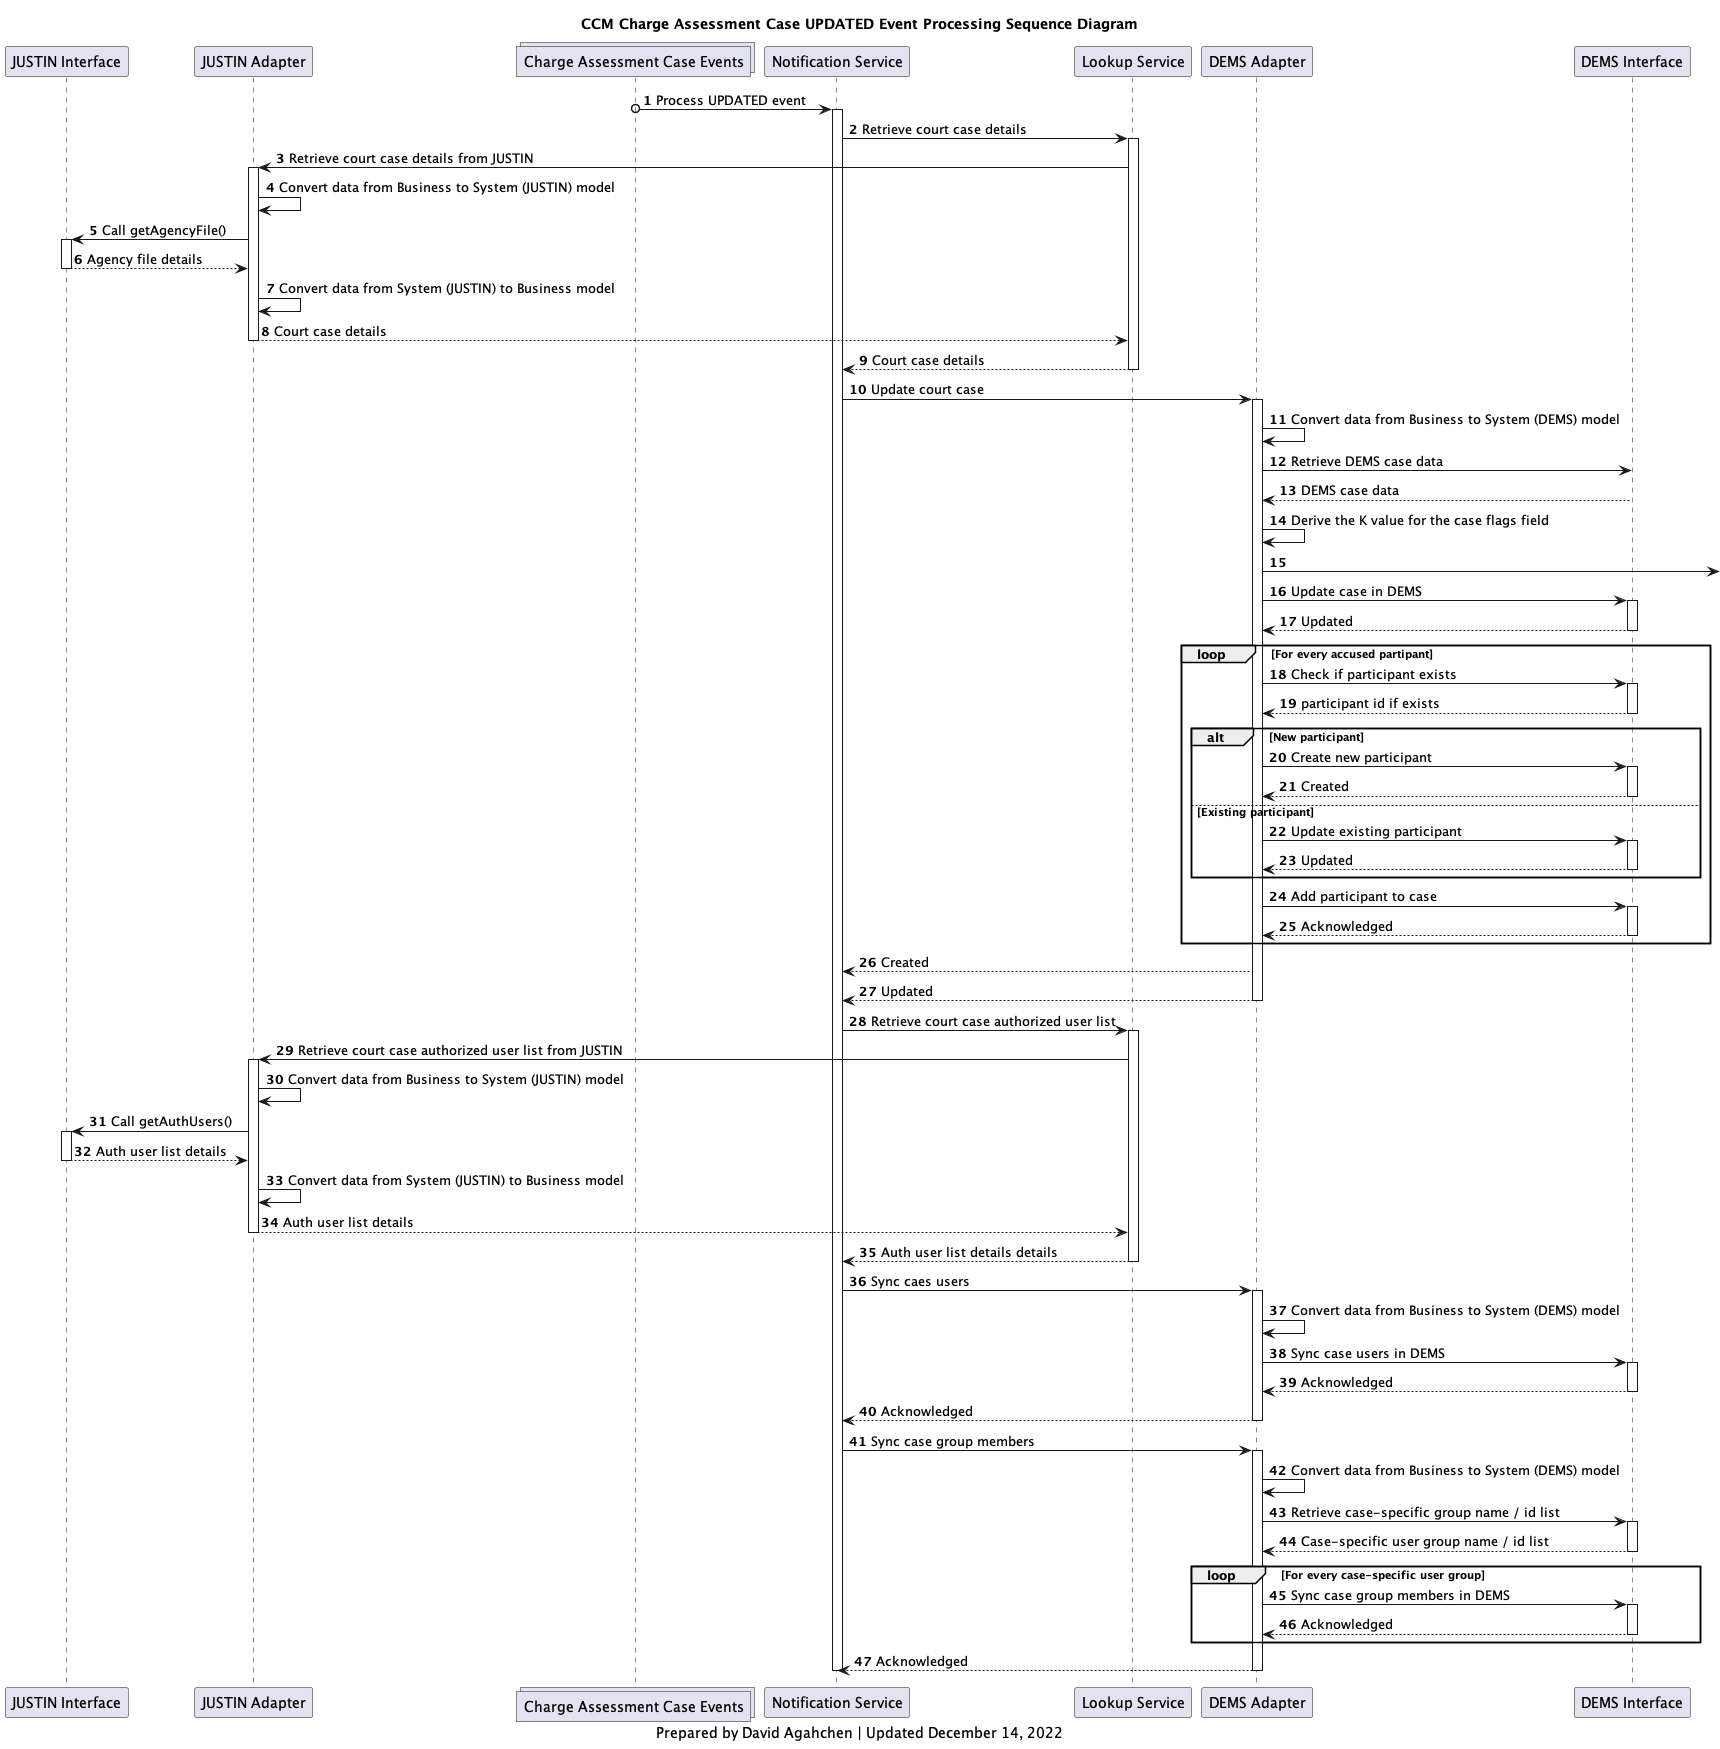 CCM Charge Assessment Case UPDATED Event Processing Sequence Diagram
JUSTIN Interface
JUSTIN Adapter
Charge Assessment Case Events
Notification Service
Lookup Service
DEMS Adapter
DEMS Interface
1 Process UPDATED event
2 Retrieve court case details
3 Retrieve court case details from JUSTIN
4 Convert data from Business to System (JUSTIN) model
5 Call getAgencyFile()
6 Agency file details
7 Convert data from System (JUSTIN) to Business model
8 Court case details
9 Court case details
10 Update court case
11 Convert data from Business to System (DEMS) model
12 Retrieve DEMS case data
13 DEMS case data
14 Derive the K value for the case flags field
15
16 Update case in DEMS
17 Updated
loop [For every accused partipant]
18 Check if participant exists
19 participant id if exists
alt [New participant]
20 Create new participant
21 Created
[Existing participant]
22 Update existing participant
23 Updated
24 Add participant to case
25 Acknowledged
26 Created
27 Updated
28 Retrieve court case authorized user list
29 Retrieve court case authorized user list from JUSTIN
30 Convert data from Business to System (JUSTIN) model
31 Call getAuthUsers()
32 Auth user list details
33 Convert data from System (JUSTIN) to Business model
34 Auth user list details
35 Auth user list details details
36 Sync caes users
37 Convert data from Business to System (DEMS) model
38 Sync case users in DEMS
39 Acknowledged
40 Acknowledged
41 Sync case group members
42 Convert data from Business to System (DEMS) model
43 Retrieve case-specific group name / id list
44 Case-specific user group name / id list
loop [For every case-specific user group]
45 Sync case group members in DEMS
46 Acknowledged
47 Acknowledged
JUSTIN Interface
JUSTIN Adapter
Charge Assessment Case Events
Notification Service
Lookup Service
DEMS Adapter
DEMS Interface
Prepared by David Agahchen | Updated December 14, 2022